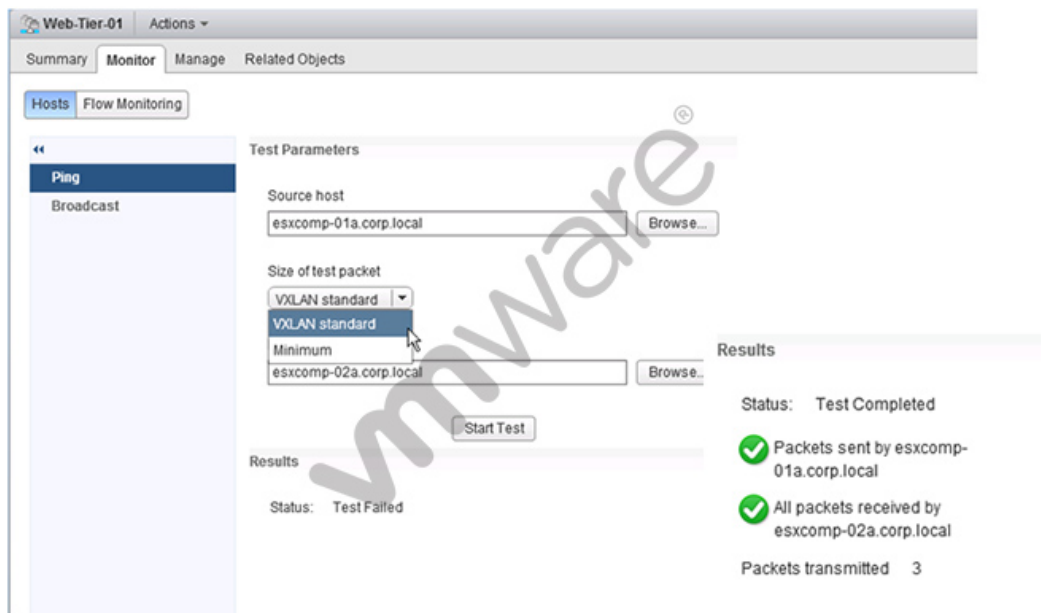 Web-Tier-01 Actions
Summary Monitor Manage Related Objects
Hosts Flow Monitoring
Ping
Broadcast
Test Parameters
Source host
esxcomp-01a.corp.local Browse...
Size of test packet
VXLAN standard
VXLAN standard
Minimum
esxcomp-02a.corp.local Browse..
Start Test
Results
Status: Test Failed
Results
Status: Test Completed
Packets sent by esxcomp-
01a.corp.local
All packets received by
esxcomp-02a.corp.local
Packets transmitted 3
vmware®